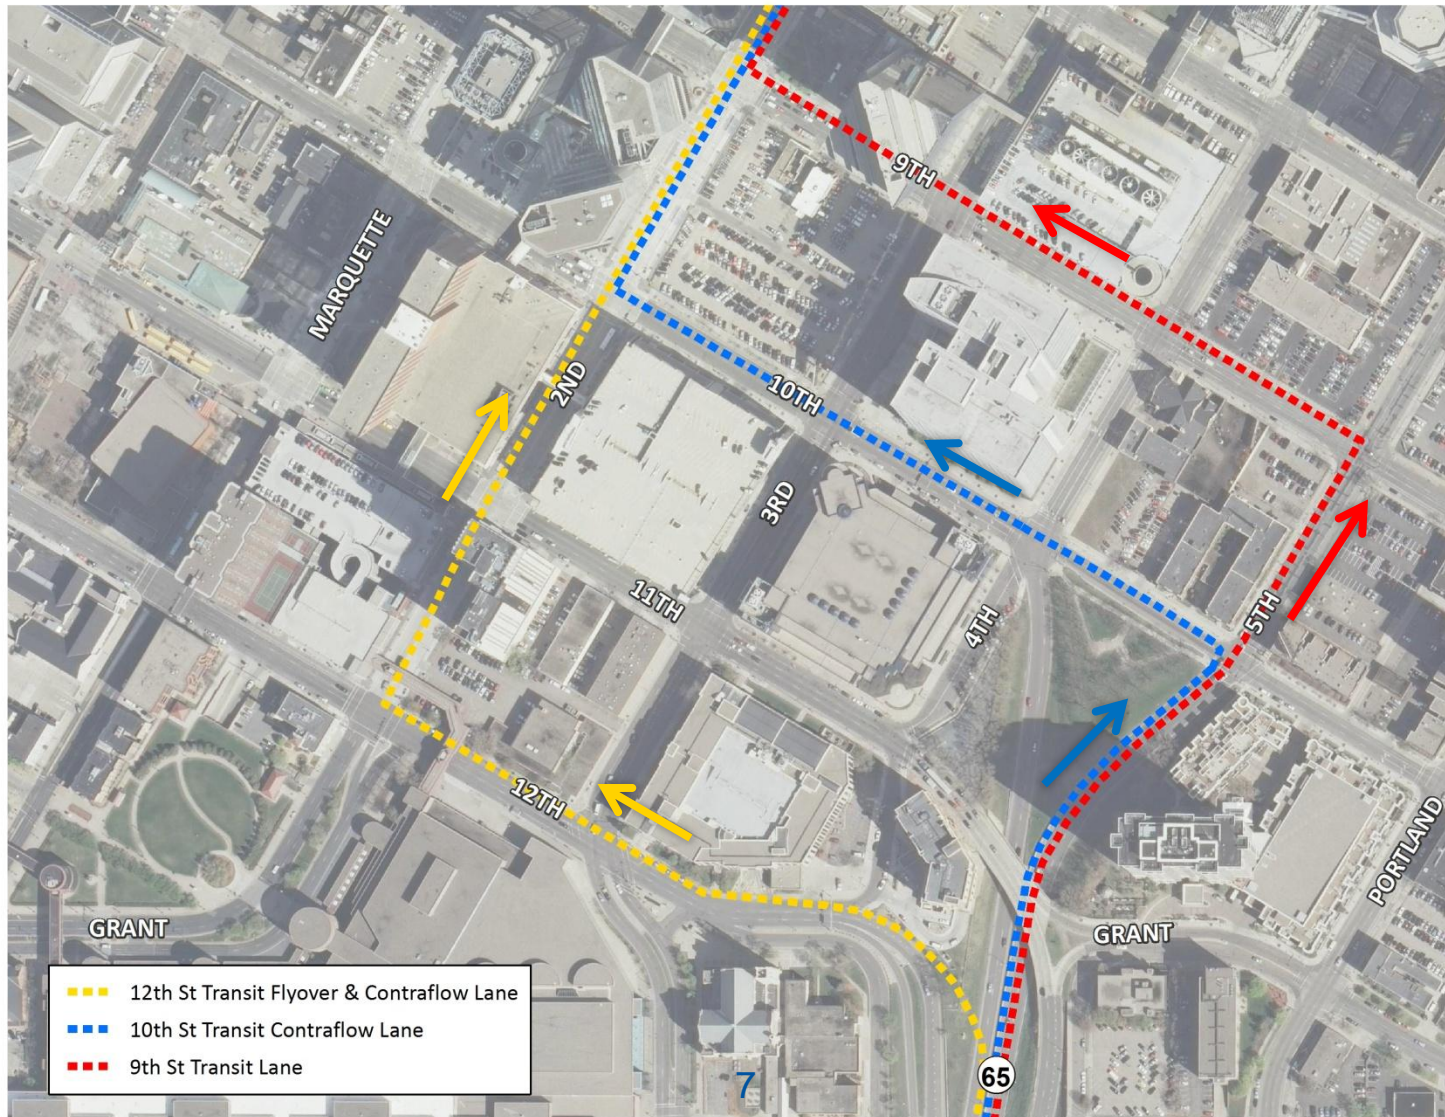 9TH
MARQUETTE
2ND
10TH
3RD
11TH
4TH
5TH
12TH
PORTLAND
GRANT
GRANT
12th St Transit Flyover & Contraflow Lane
10th St Transit Contraflow Lane
9th St Transit Lane
65
7